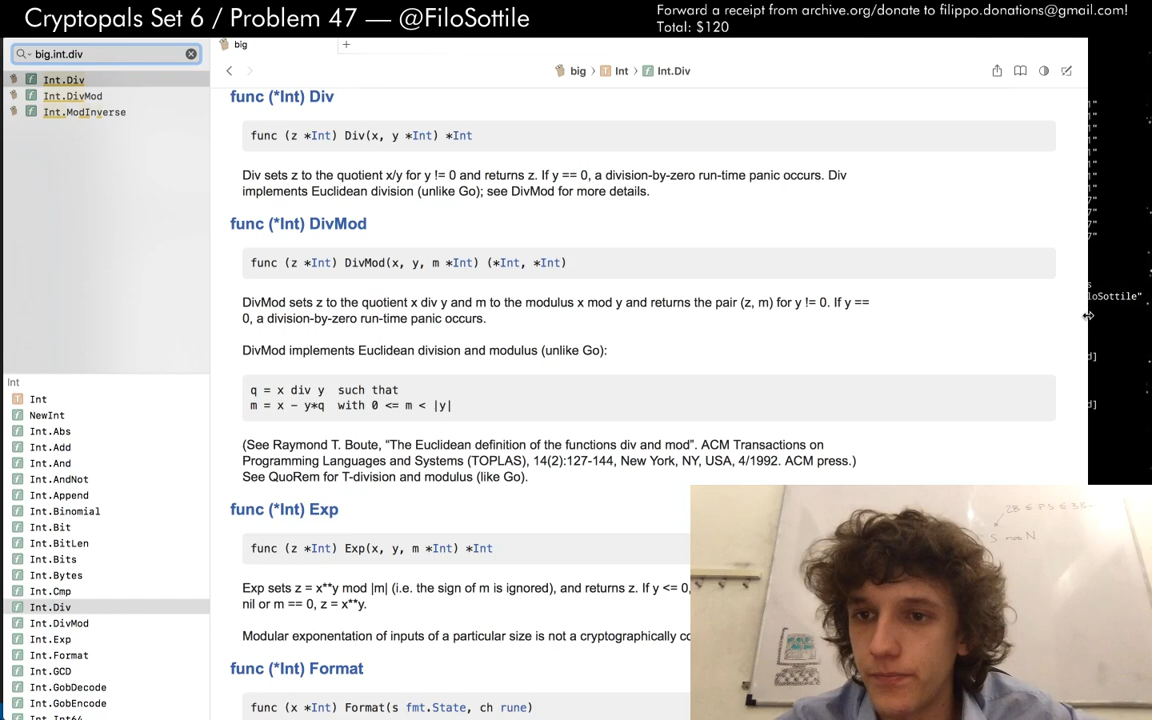 Cryptopals Set 6 / Problem 47 — @FiloSottile
Forward a receipt from archive.org/donate to filippo.donations@gmail.com!
Total: $120
big.int.div
Int.Div
Int.DivMod
Int.ModInverse
Int
Int
NewInt
Int.Abs
Int.Add
Int.And
Int.AndNot
Int.Append
Int.Binomial
Int.Bit
Int.BitLen
Int.Bits
Int.Bytes
Int.Cmp
Int.Div
Int.DivMod
Int.Exp
Int.Format
Int.GCD
Int.GobDecode
Int.GobEncode
Int.Int64
big
big › Int › Int.Div
func (*Int) Div
func (z *Int) Div(x, y *Int) *Int
Div sets z to the quotient x/y for y != 0 and returns z. If y == 0, a division-by-zero run-time panic occurs. Div
implements Euclidean division (unlike Go); see DivMod for more details.
func (*Int) DivMod
func (z *Int) DivMod(x, y, m *Int) (*Int, *Int)
DivMod sets z to the quotient x div y and m to the modulus x mod y and returns the pair (z, m) for y != 0. If y ==
0, a division-by-zero run-time panic occurs.
DivMod implements Euclidean division and modulus (unlike Go):
q = x div y  such that
m = x - y*q  with 0 <= m < |y|
(See Raymond T. Boute, “The Euclidean definition of the functions div and mod”. ACM Transactions on
Programming Languages and Systems (TOPLAS), 14(2):127-144, New York, NY, USA, 4/1992. ACM press.)
See QuoRem for T-division and modulus (like Go).
func (*Int) Exp
func (z *Int) Exp(x, y, m *Int) *Int
Exp sets z = x**y mod |m| (i.e. the sign of m is ignored), and returns z. If y <= 0,
nil or m == 0, z = x**y.
Modular exponentation of inputs of a particular size is not a cryptographically
func (*Int) Format
func (x *Int) Format(s fmt.State, ch rune)
loSottile"